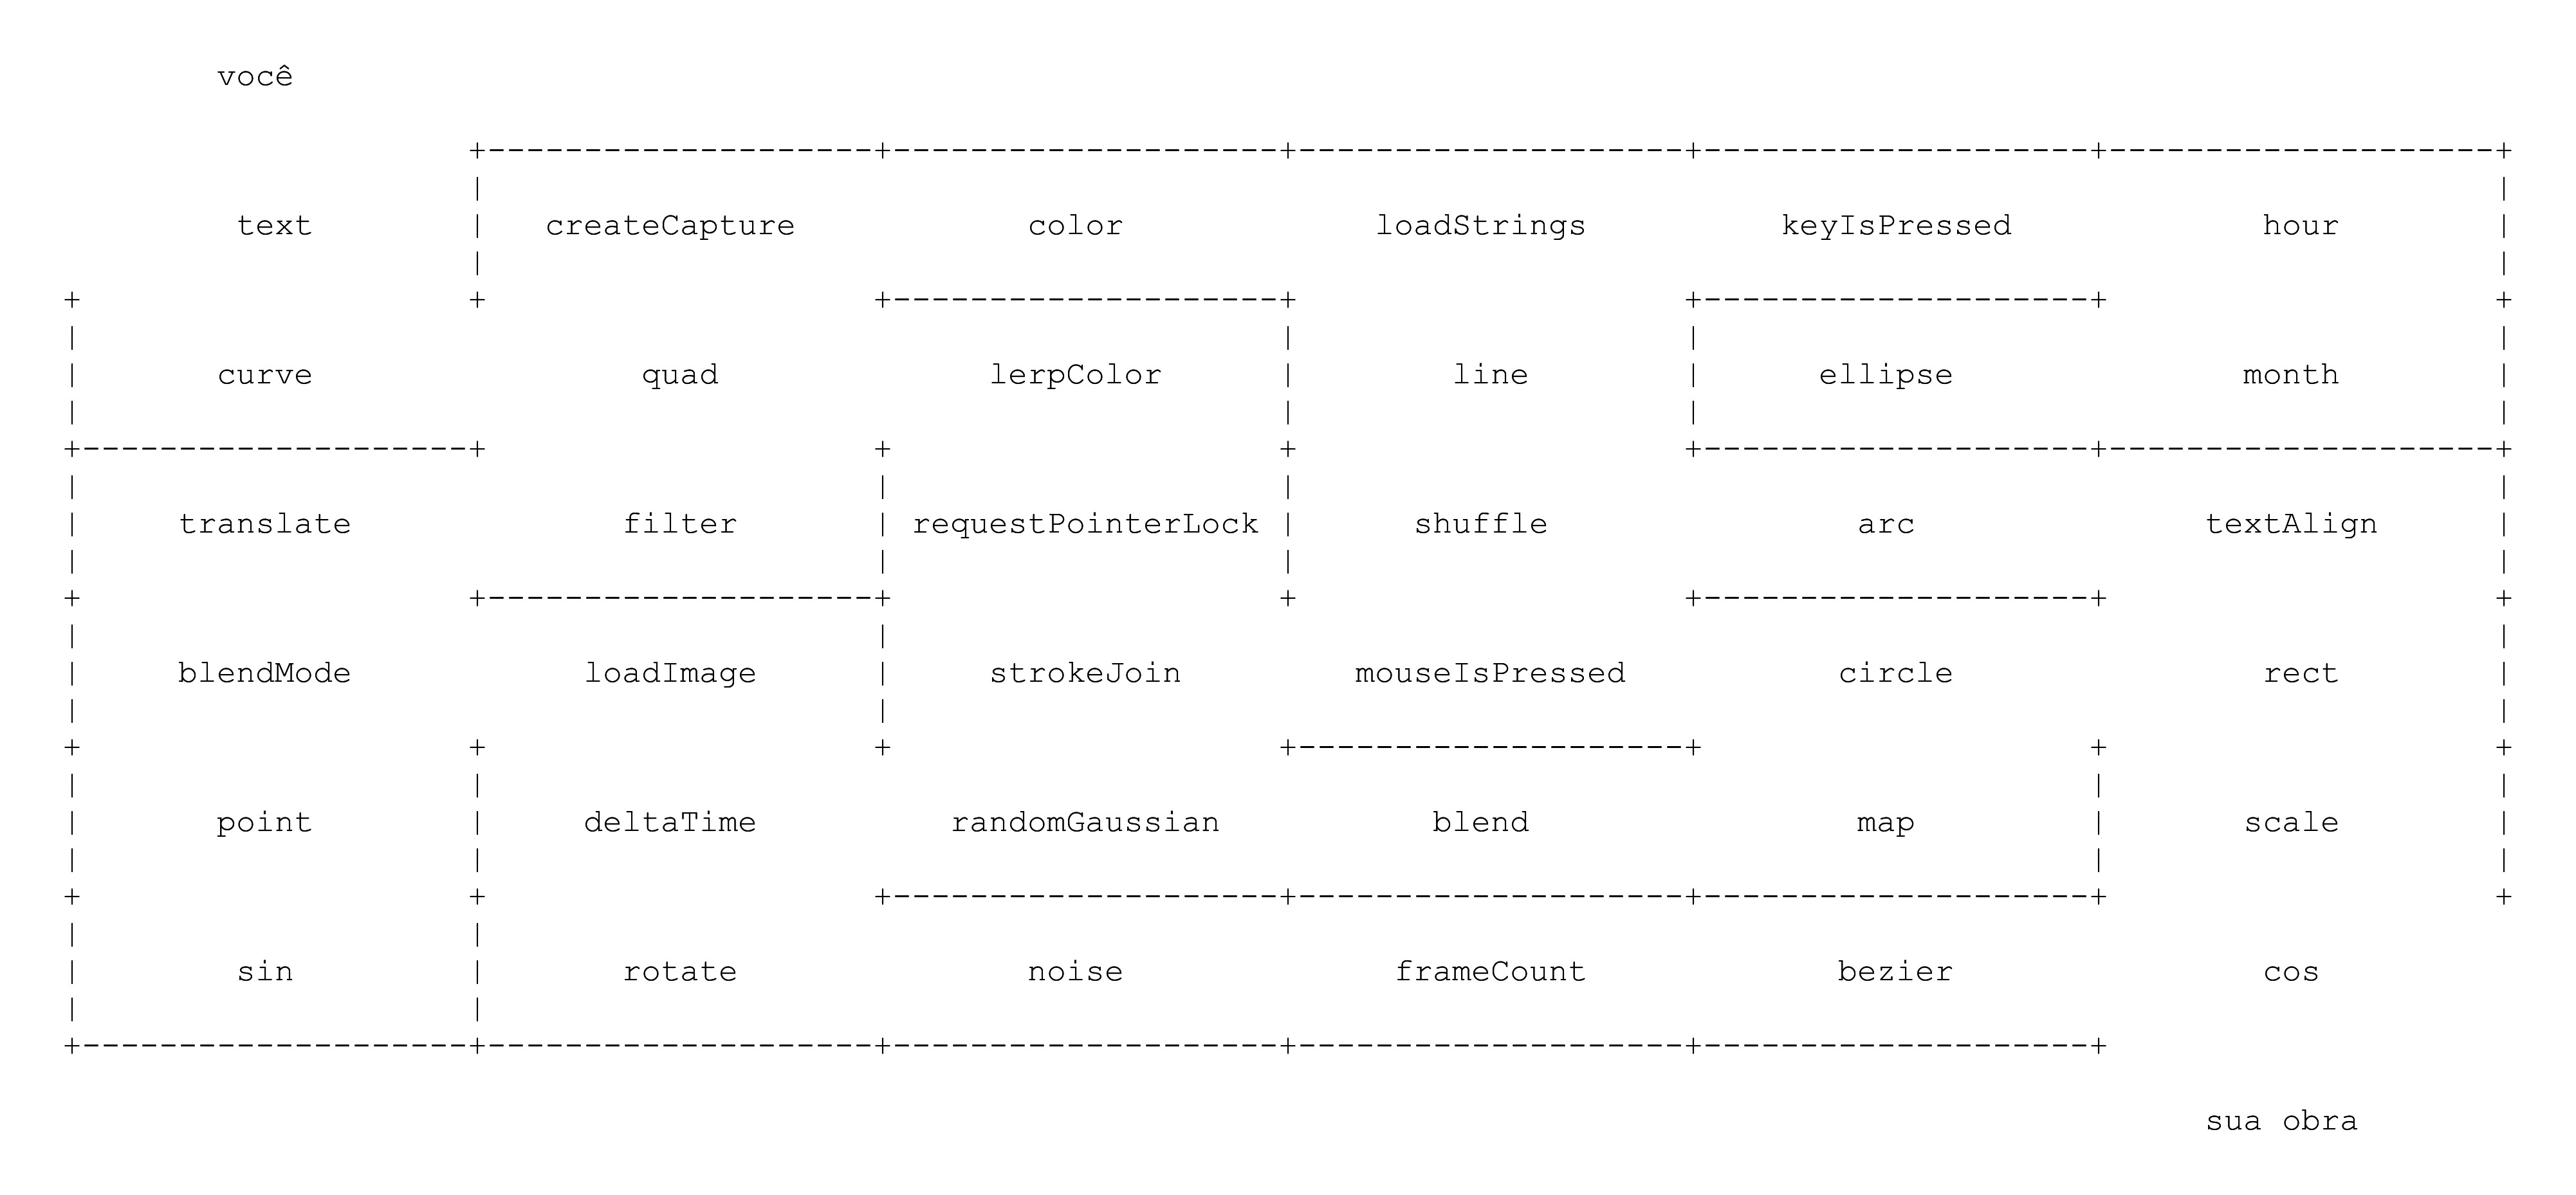 você
text createCapture color loadStrings keyIsPressed hour
curve quad lerpColor line ellipse month
translate filter requestPointerLock shuffle arc textAlign
blendMode loadImage strokeJoin mouseIsPressed circle rect
point deltaTime randomGaussian blend map scale
sin rotate noise frameCount bezier cos
sua obra